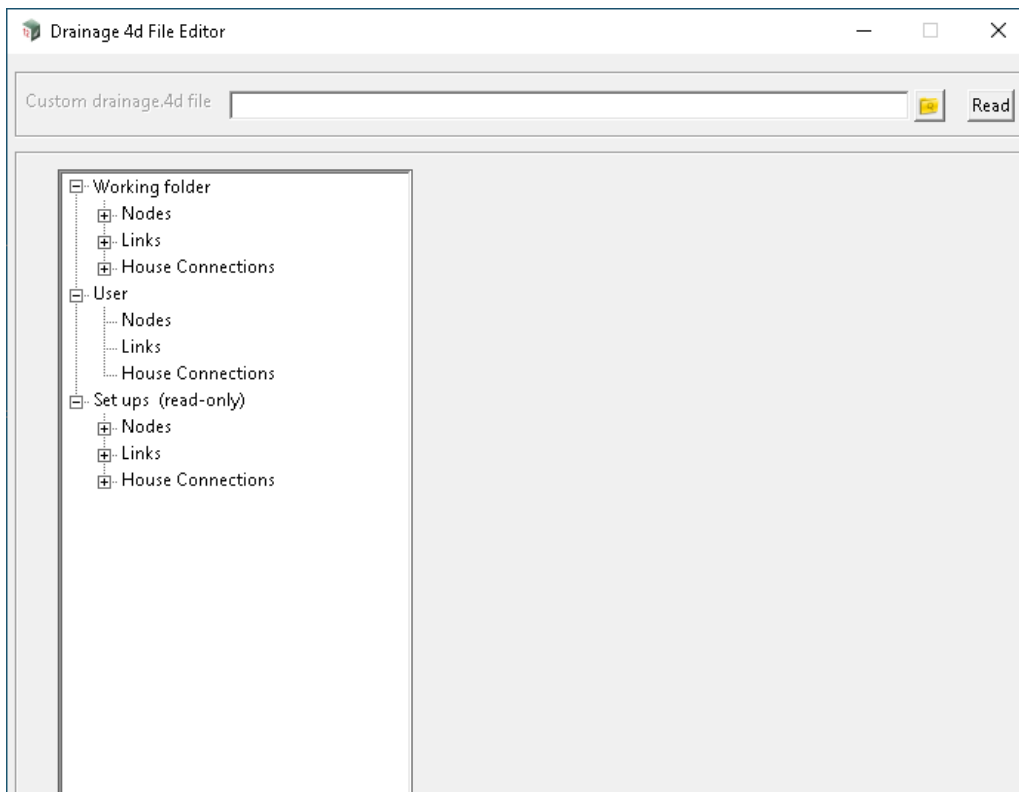 Drainage 4d File Editor
Custom drainage.4d file
Read
Working folder
Nodes
Links
House Connections
User
Nodes
Links
House Connections
Set ups (read-only)
Nodes
Links
House Connections